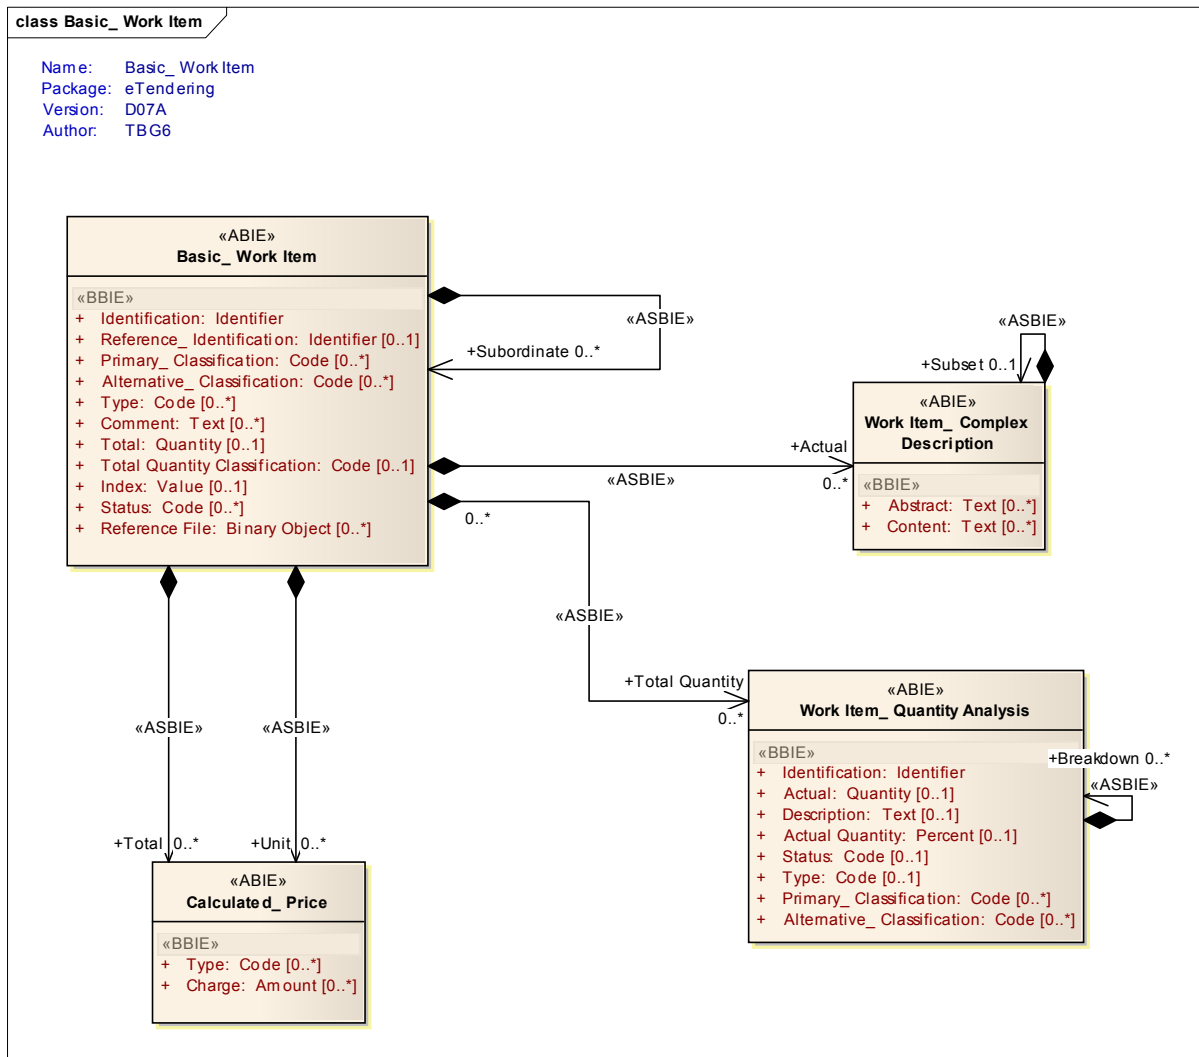 class Basic_ Work Item
Name: Basic_ Work Item
Package: eTendering
Version: D07A
Author: TBG6
«ABIE»
Basic_ Work Item
«BBIE»
+ Identification: Identifier
+ Reference_ Identification: Identifier [0..1]
+ Primary_ Classification: Code [0..*]
+ Alternative_ Classification: Code [0..*]
+ Type: Code [0..*]
+ Comment: Text [0..*]
+ Total: Quantity [0..1]
+ Total Quantity Classification: Code [0..1]
+ Index: Value [0..1]
+ Status: Code [0..*]
+ Reference File: Binary Object [0..*]
«ASBIE»
+Subordinate 0..*
«ASBIE»
+Subset 0..1
«ABIE»
Work Item_ Complex
Description
«BBIE»
+ Abstract: Text [0..*]
+ Content: Text [0..*]
+Actual
«ASBIE»
0..*
0..*
«ASBIE»
+Total Quantity
0..*
«ABIE»
Work Item_ Quantity Analysis
«BBIE»
+ Identification: Identifier
+ Actual: Quantity [0..1]
+ Description: Text [0..1]
+ Actual Quantity: Percent [0..1]
+ Status: Code [0..1]
+ Type: Code [0..1]
+ Primary_ Classification: Code [0..*]
+ Alternative_ Classification: Code [0..*]
+Breakdown 0..*
«ASBIE»
«ASBIE»
«ASBIE»
+Total 0..*
+Unit 0..*
«ABIE»
Calculated_ Price
«BBIE»
+ Type: Code [0..*]
+ Charge: Amount [0..*]